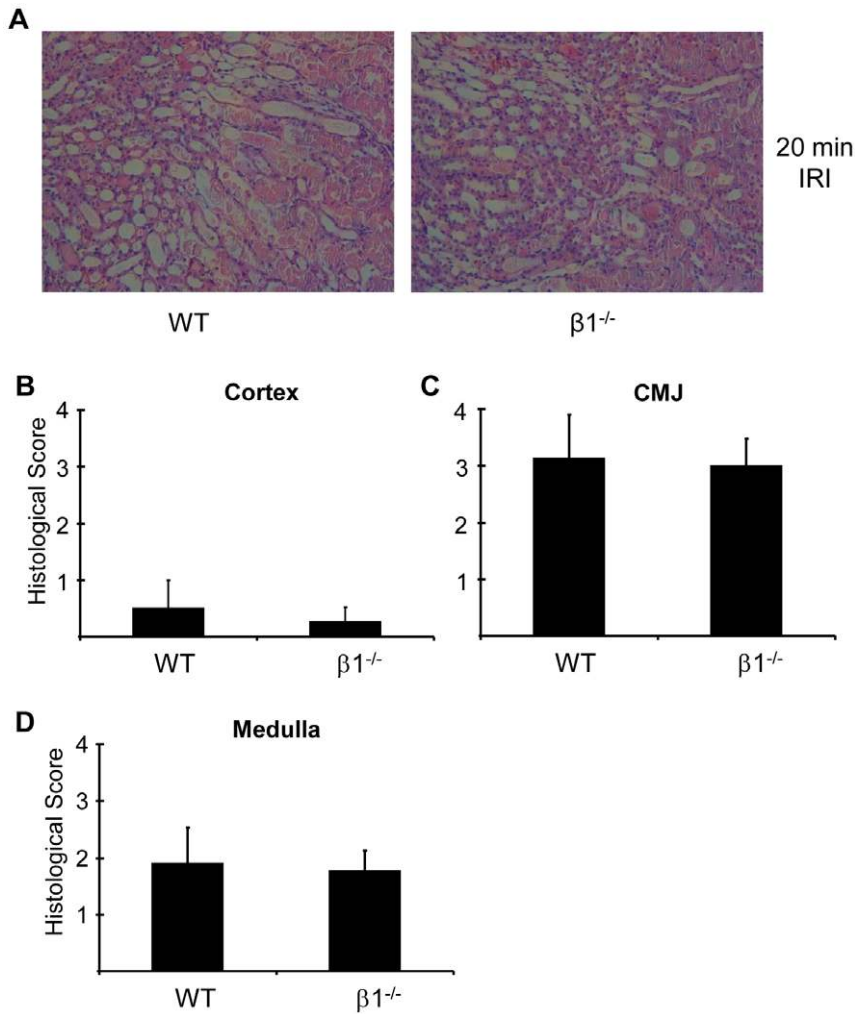 A
20 min
IRI
WT
β1-/-
B
Cortex
Histological Score
4
3
2
1
WT
β1-/-
C
CMJ
4
3
2
1
WT
β1-/-
D
Medulla
Histological Score
4
3
2
1
WT
β1-/-